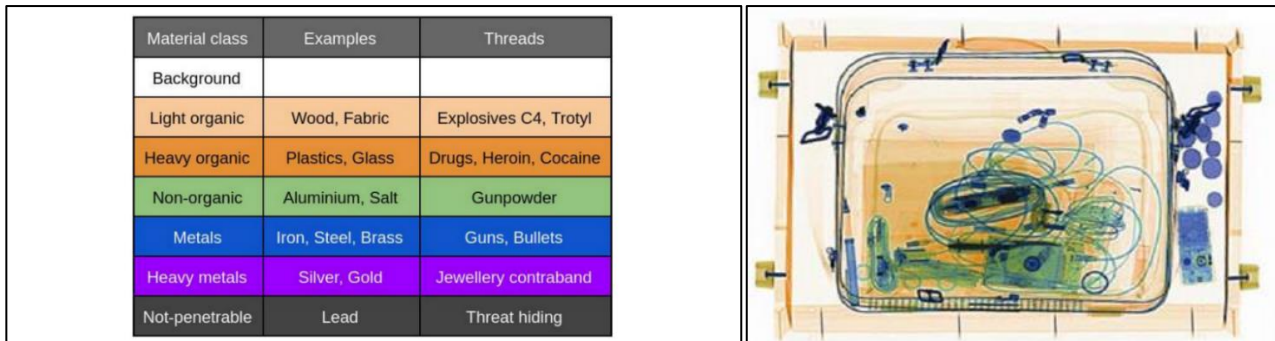 Material class Examples Threads
Background
Light organic Wood, Fabric Explosives C4, Trotyl
Heavy organic Plastics, Glass Drugs, Heroin, Cocaine
Non-organic Aluminium, Salt Gunpowder
Metals Iron, Steel, Brass Guns, Bullets
Heavy metals Silver, Gold Jewellery contraband
Not-penetrable Lead Threat hiding